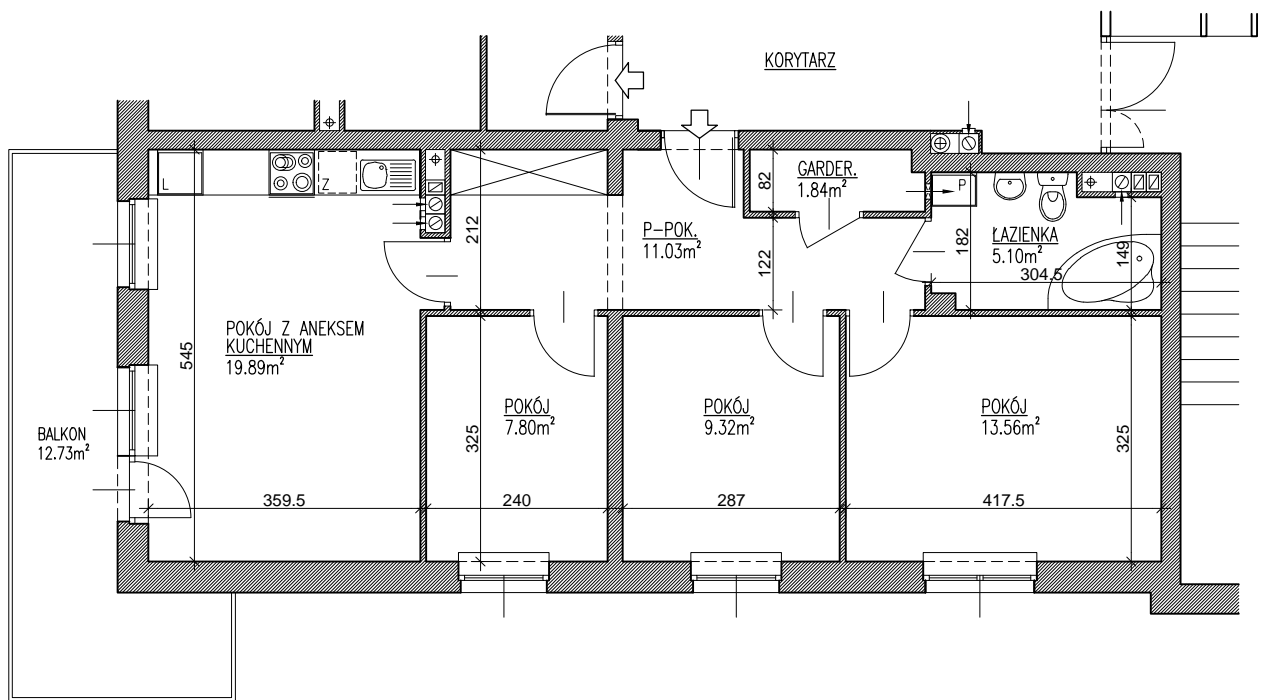 KORYTARZ
L
Z
GARDER.
1.84m²
82
P
212
P-POK.
11.03m²
122
182
ŁAZIENKA
5.10m²
304.5
149
POKÓJ Z ANEKSEM
KUCHENNYM
19.89m²
545
BALKON
12.73m²
POKÓJ
7.80m²
325
POKÓJ
9.32m²
POKÓJ
13.56m²
325
359.5
240
287
417.5